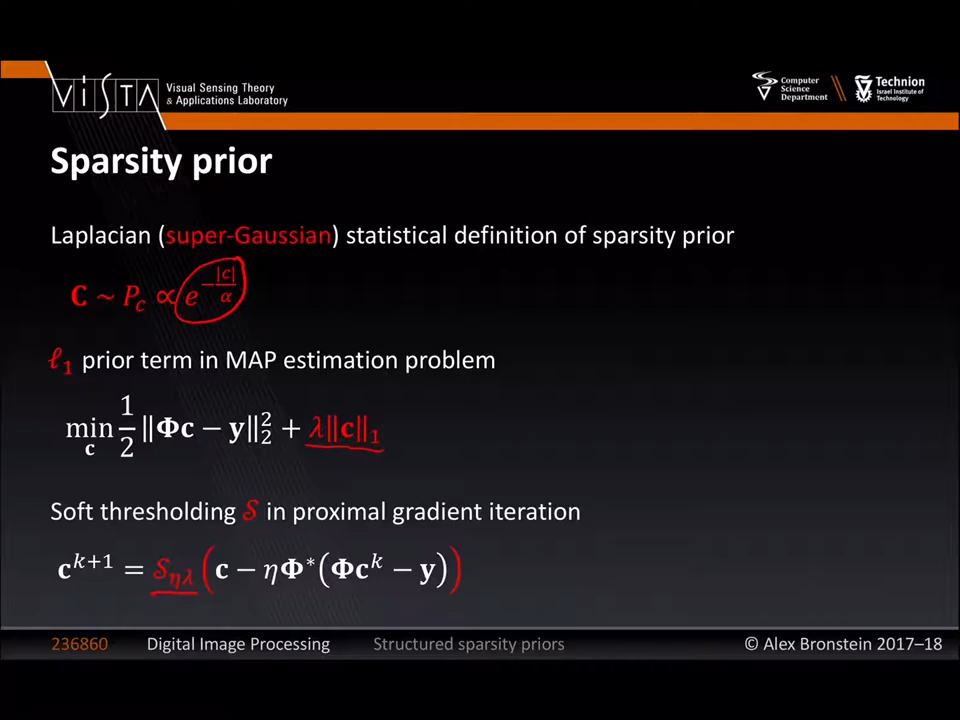 ViSTA Visual Sensing Theory & Applications Laboratory
Computer Science Department
Technion Israel Institute of Technology
Sparsity prior
Laplacian (super-Gaussian) statistical definition of sparsity prior
C ~ P_c ∝ e^{−|c|/α}
ℓ₁ prior term in MAP estimation problem
min_c 1/2 ‖Φc − y‖₂² + λ‖c‖₁
Soft thresholding 𝒮 in proximal gradient iteration
c^{k+1} = 𝒮_{ηλ}(c − ηΦ*(Φc^k − y))
236860 Digital Image Processing Structured sparsity priors © Alex Bronstein 2017–18